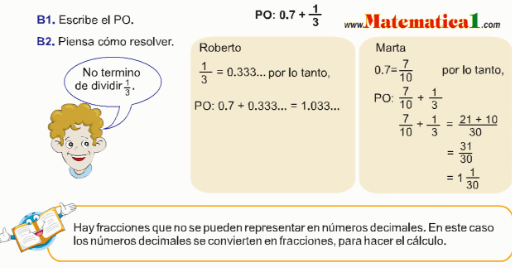 B1. Escribe el PO.
PO: 0.7 + 1/3
www.Matematica1.com
B2. Piensa cómo resolver.
No termino
de dividir 1/3.
Roberto
1/3 = 0.333... por lo tanto,
PO: 0.7 + 0.333... = 1.033...
Marta
0.7= 7/10 por lo tanto,
PO: 7/10 + 1/3
7/10 + 1/3 = 21 + 10/30
= 31/30
= 1 1/30
Hay fracciones que no se pueden representar en números decimales. En este caso
los números decimales se convierten en fracciones, para hacer el cálculo.